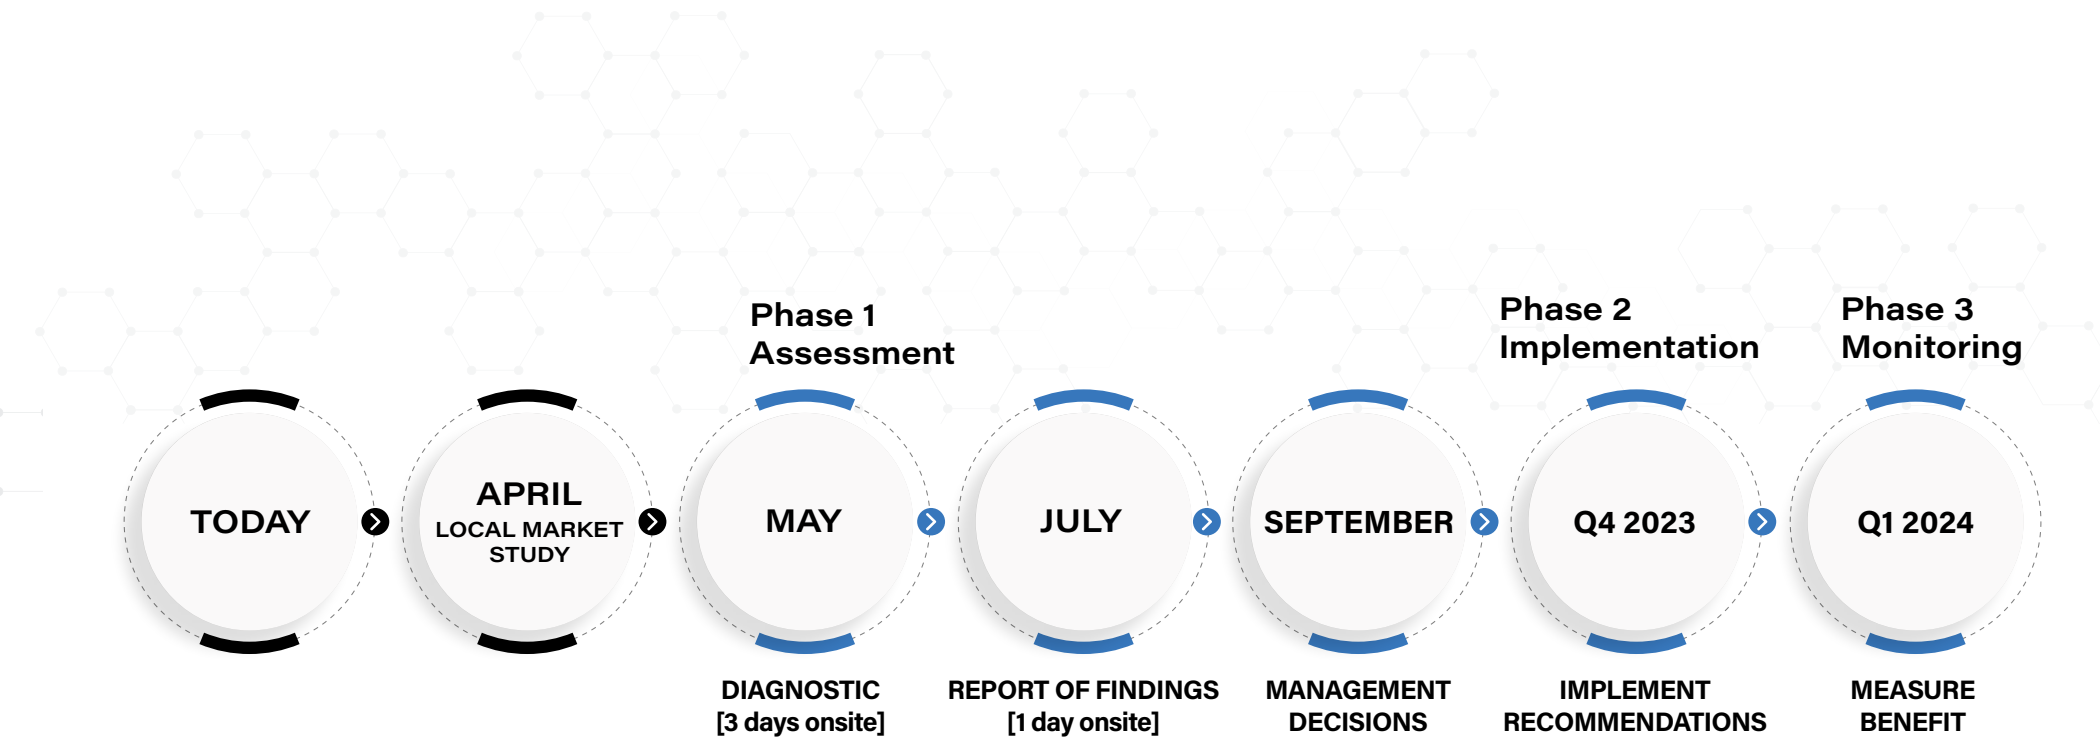 Phase 1
Assessment
Phase 2
Implementation
Phase 3
Monitoring
TODAY
APRIL
LOCAL MARKET
STUDY
MAY
JULY
SEPTEMBER
Q4 2023
Q1 2024
DIAGNOSTIC
[3 days onsite]
REPORT OF FINDINGS
[1 day onsite]
MANAGEMENT
DECISIONS
IMPLEMENT
RECOMMENDATIONS
MEASURE
BENEFIT